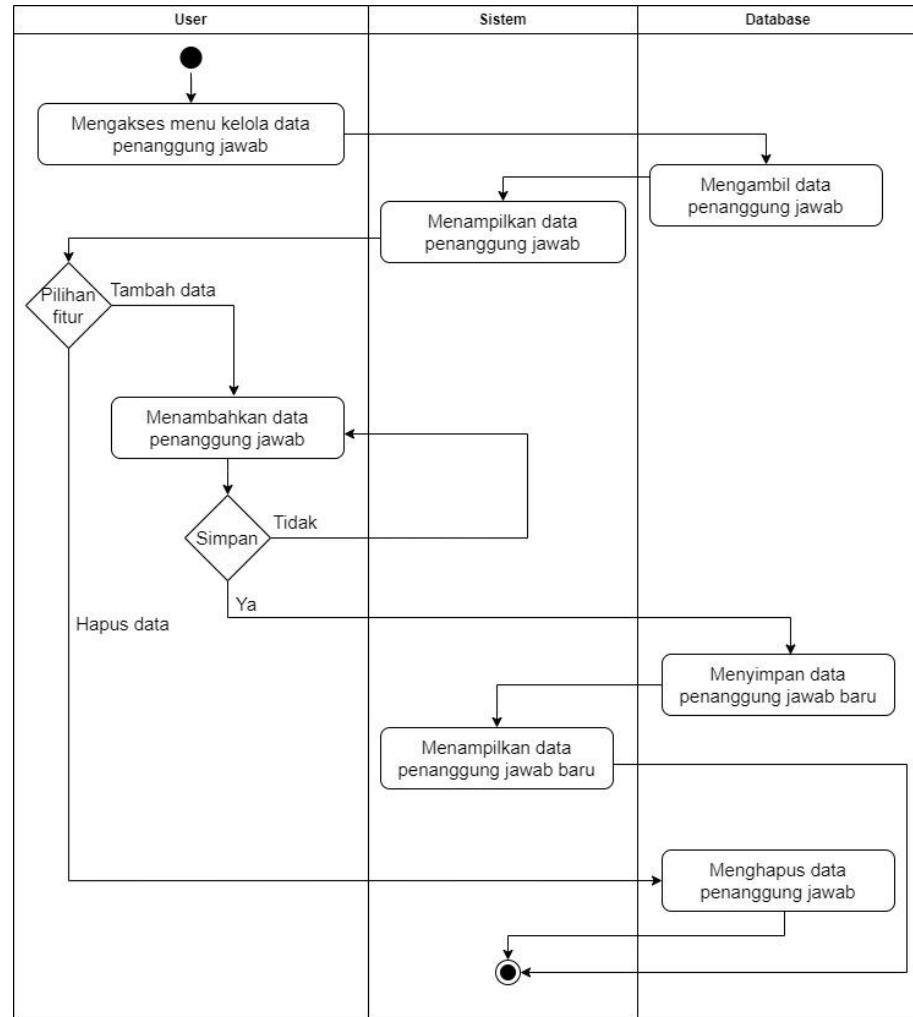 User
Sistem
Database
Mengakses menu kelola data
penanggung jawab
Mengambil data
penanggung jawab
Menampilkan data
penanggung jawab
Pilihan
fitur
Tambah data
Menambahkan data
penanggung jawab
Simpan
Tidak
Ya
Hapus data
Menyimpan data
penanggung jawab baru
Menampilkan data
penanggung jawab baru
Menghapus data
penanggung jawab